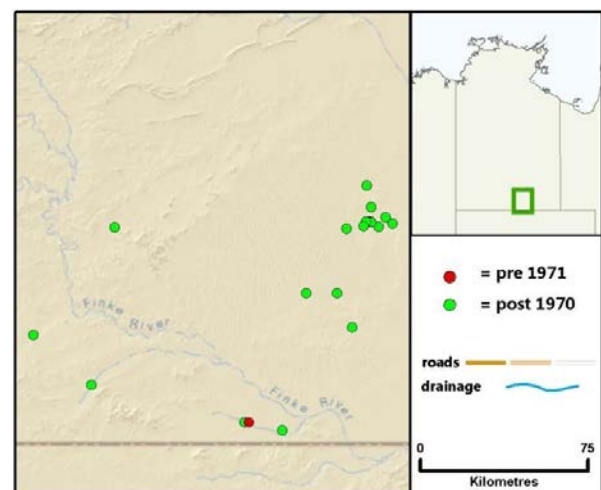 Finke River
Finke River
= pre 1971
= post 1970
roads
drainage
0 75
Kilometres